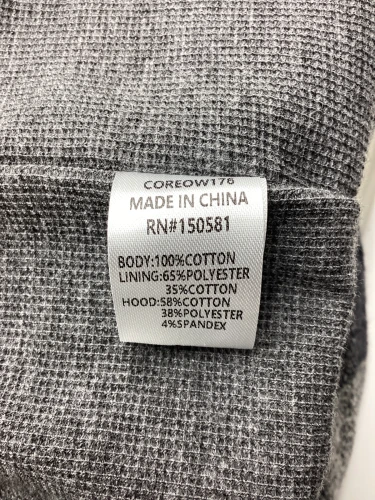 COREOW176
MADE IN CHINA
RN#150581
BODY:100%COTTON
LINING:65%POLYESTER
35%COTTON
HOOD:58%COTTON
38%POLYESTER
4%SPANDEX